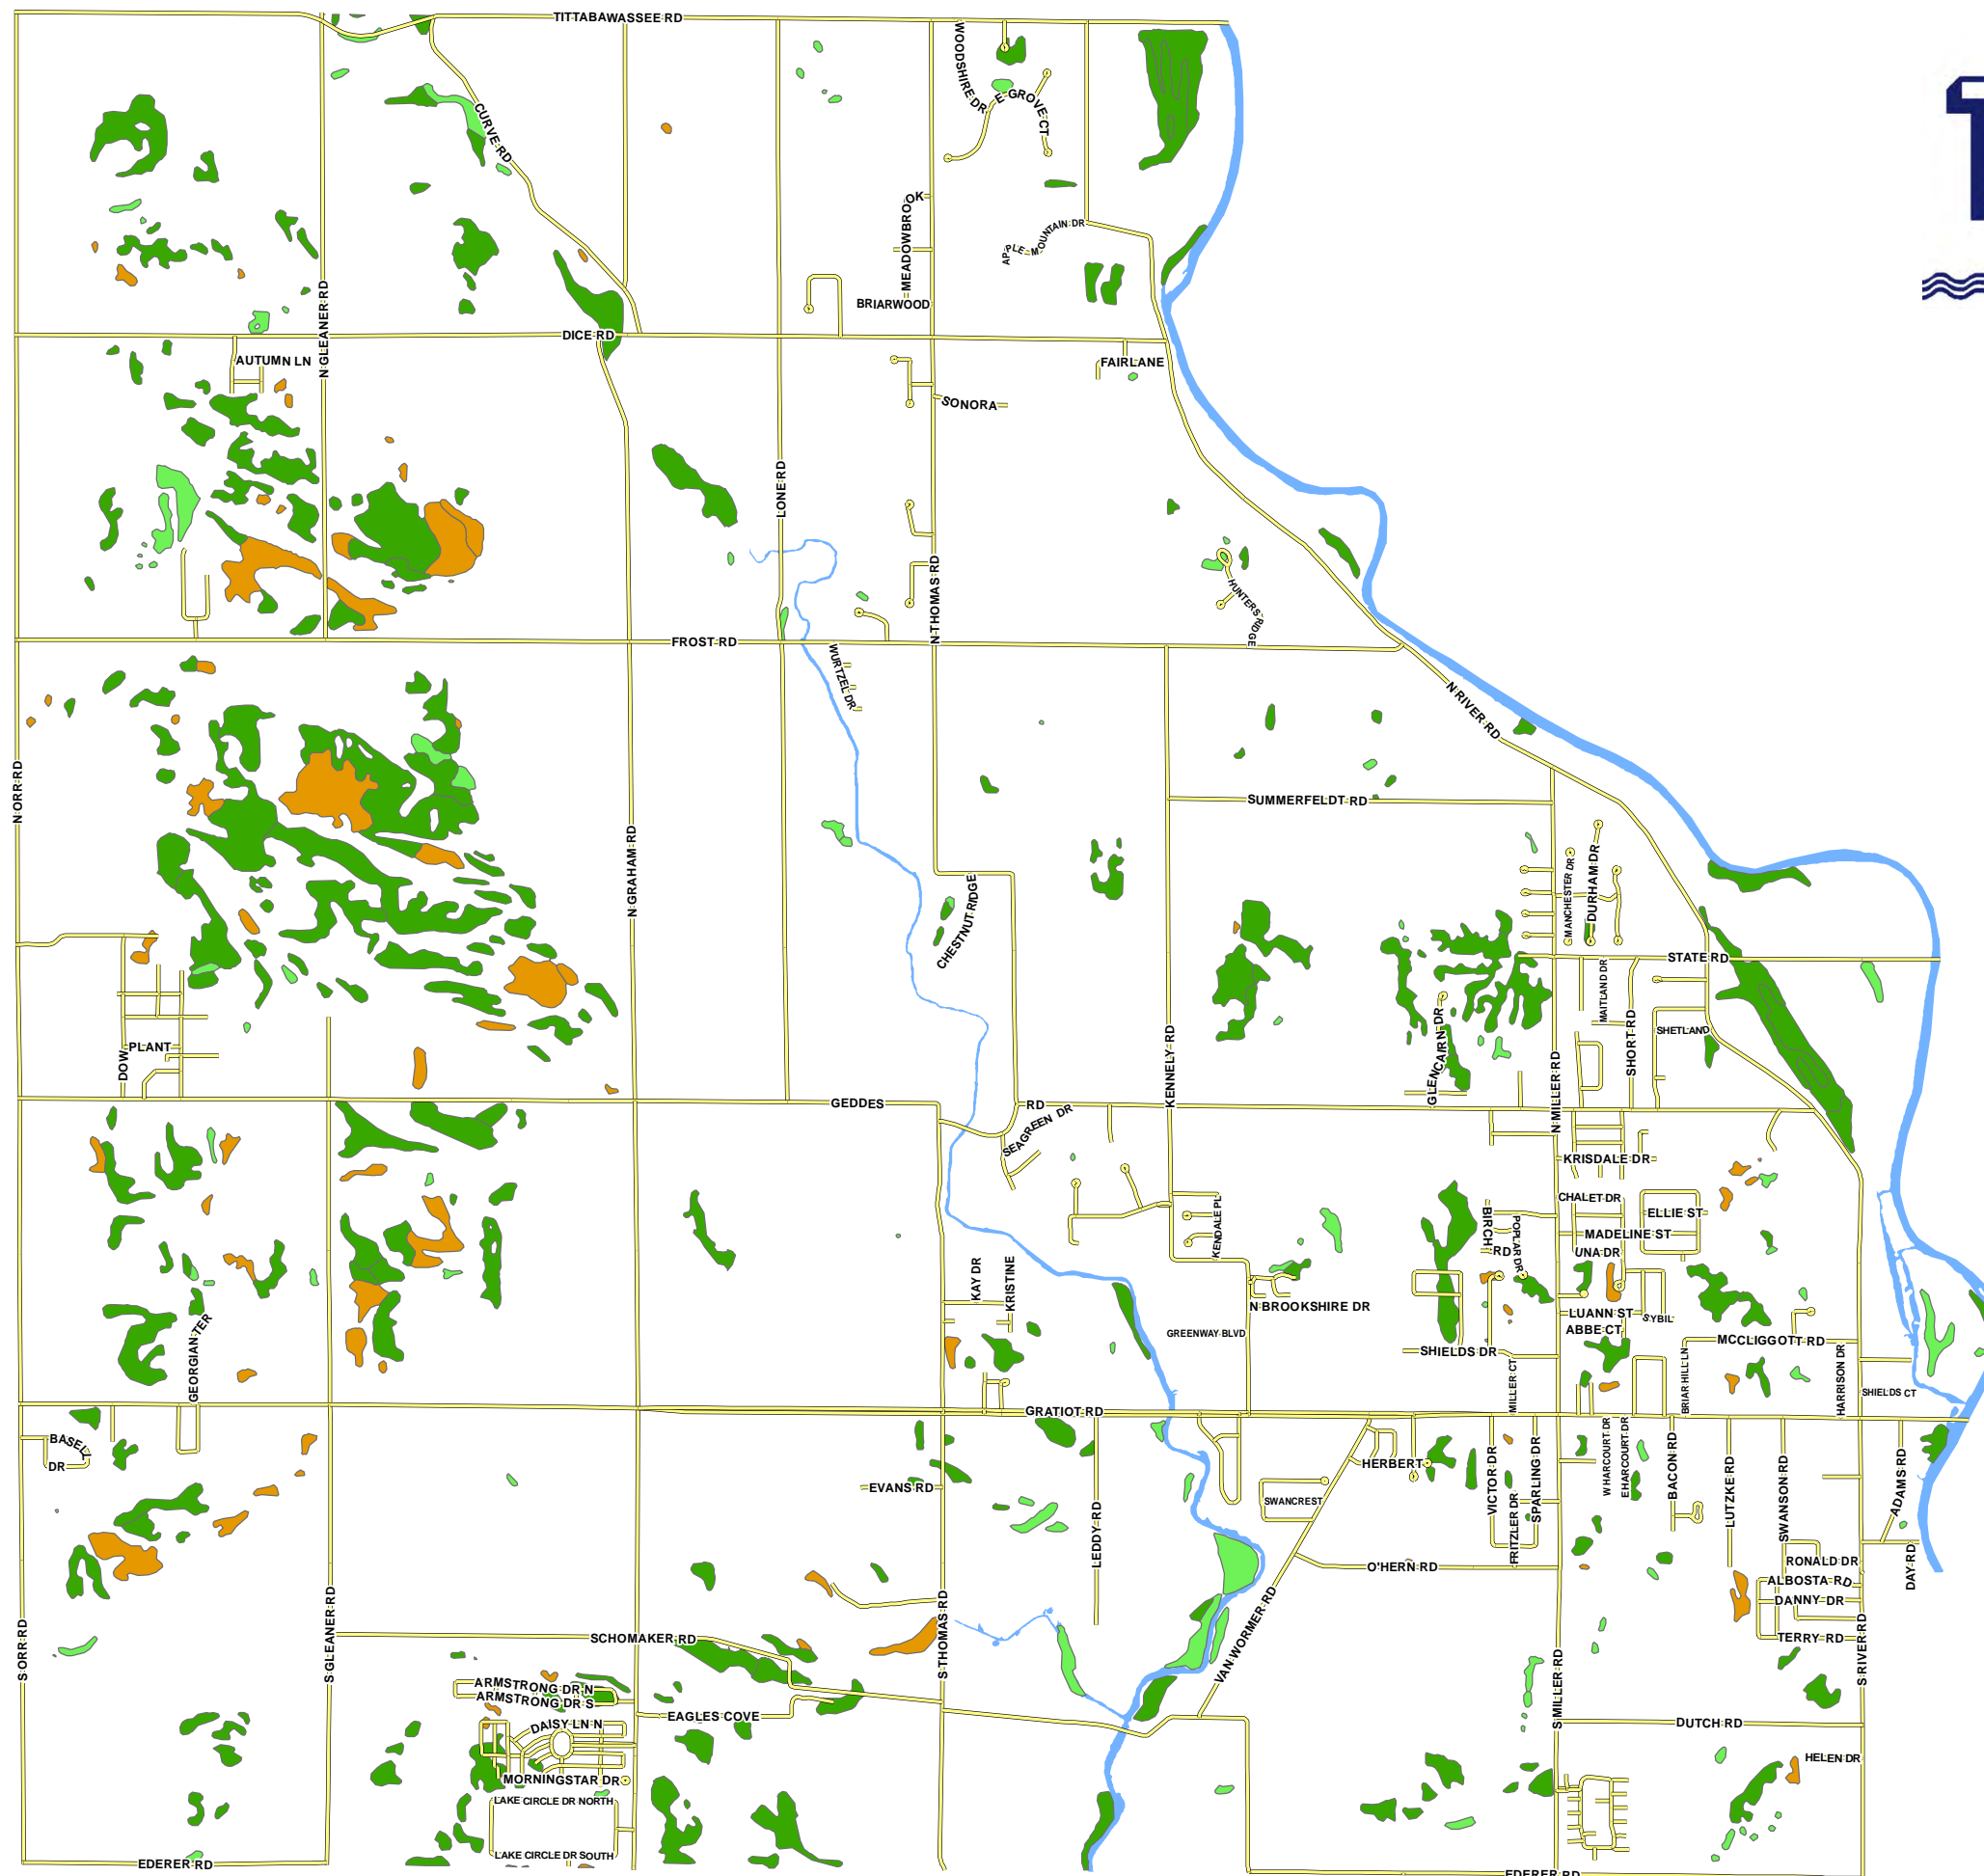 TITTABAWASSEE RD
WOODSHIRE DR
E GROVE CT
CURVE RD
MEADOWBROOK
APPLE MOUNTAIN DR
BRIARWOOD
N GLEANER RD
DICE RD
AUTUMN LN
FAIRLANE
SONORA
LONE RD
N THOMAS RD
HUNTERS RIDGE
FROST RD
WURTZEL DR
N RIVER RD
N ORR RD
SUMMERFELDT RD
N GRAHAM RD
MANCHESTER DR
DURHAM DR
CHESTNUT RIDGE
STATE RD
MAITLAND DR
SHORT RD
SHETLAND
KENNELY RD
GLENCAIRN DR
N MILLER RD
DOW
PLANT
GEDDES RD
SEAGREEN DR
KRISDALE DR
CHALET DR
ELLIE ST
MADELINE ST
BIRCH RD
POPLAR DR
UNA DR
KENDALE PL
KAY DR
KRISTINE
N BROOKSHIRE DR
LUANN ST
SYBIL
ABBE CT
GREENWAY BLVD
MCCLIGGOTT RD
SHIELDS DR
GEORGIAN TER
MILLER CT
BRIAR HILL LN
HARRISON DR
SHIELDS CT
GRATIOT RD
BASELY DR
HERBERT
VICTOR DR
SPARLING DR
W HARCOURT DR
E HARCOURT DR
BACON RD
LUTZKE RD
SWANSON RD
ADAMS RD
EVANS RD
SWANCREST
LEDDY RD
FRITZLER DR
O'HERN RD
RONALD DR
DAY RD
ALBOSTA RD
DANNY DR
TERRY RD
VAN WORMER RD
S ORR RD
S GLEANER RD
SCHOMAKER RD
S THOMAS RD
S MILLER RD
S RIVER RD
ARMSTRONG DR N
ARMSTRONG DR S
EAGLES COVE
DAISY LN N
DUTCH RD
HELEN DR
MORNINGSTAR DR
LAKE CIRCLE DR NORTH
LAKE CIRCLE DR SOUTH
EDERER RD
EDERER RD